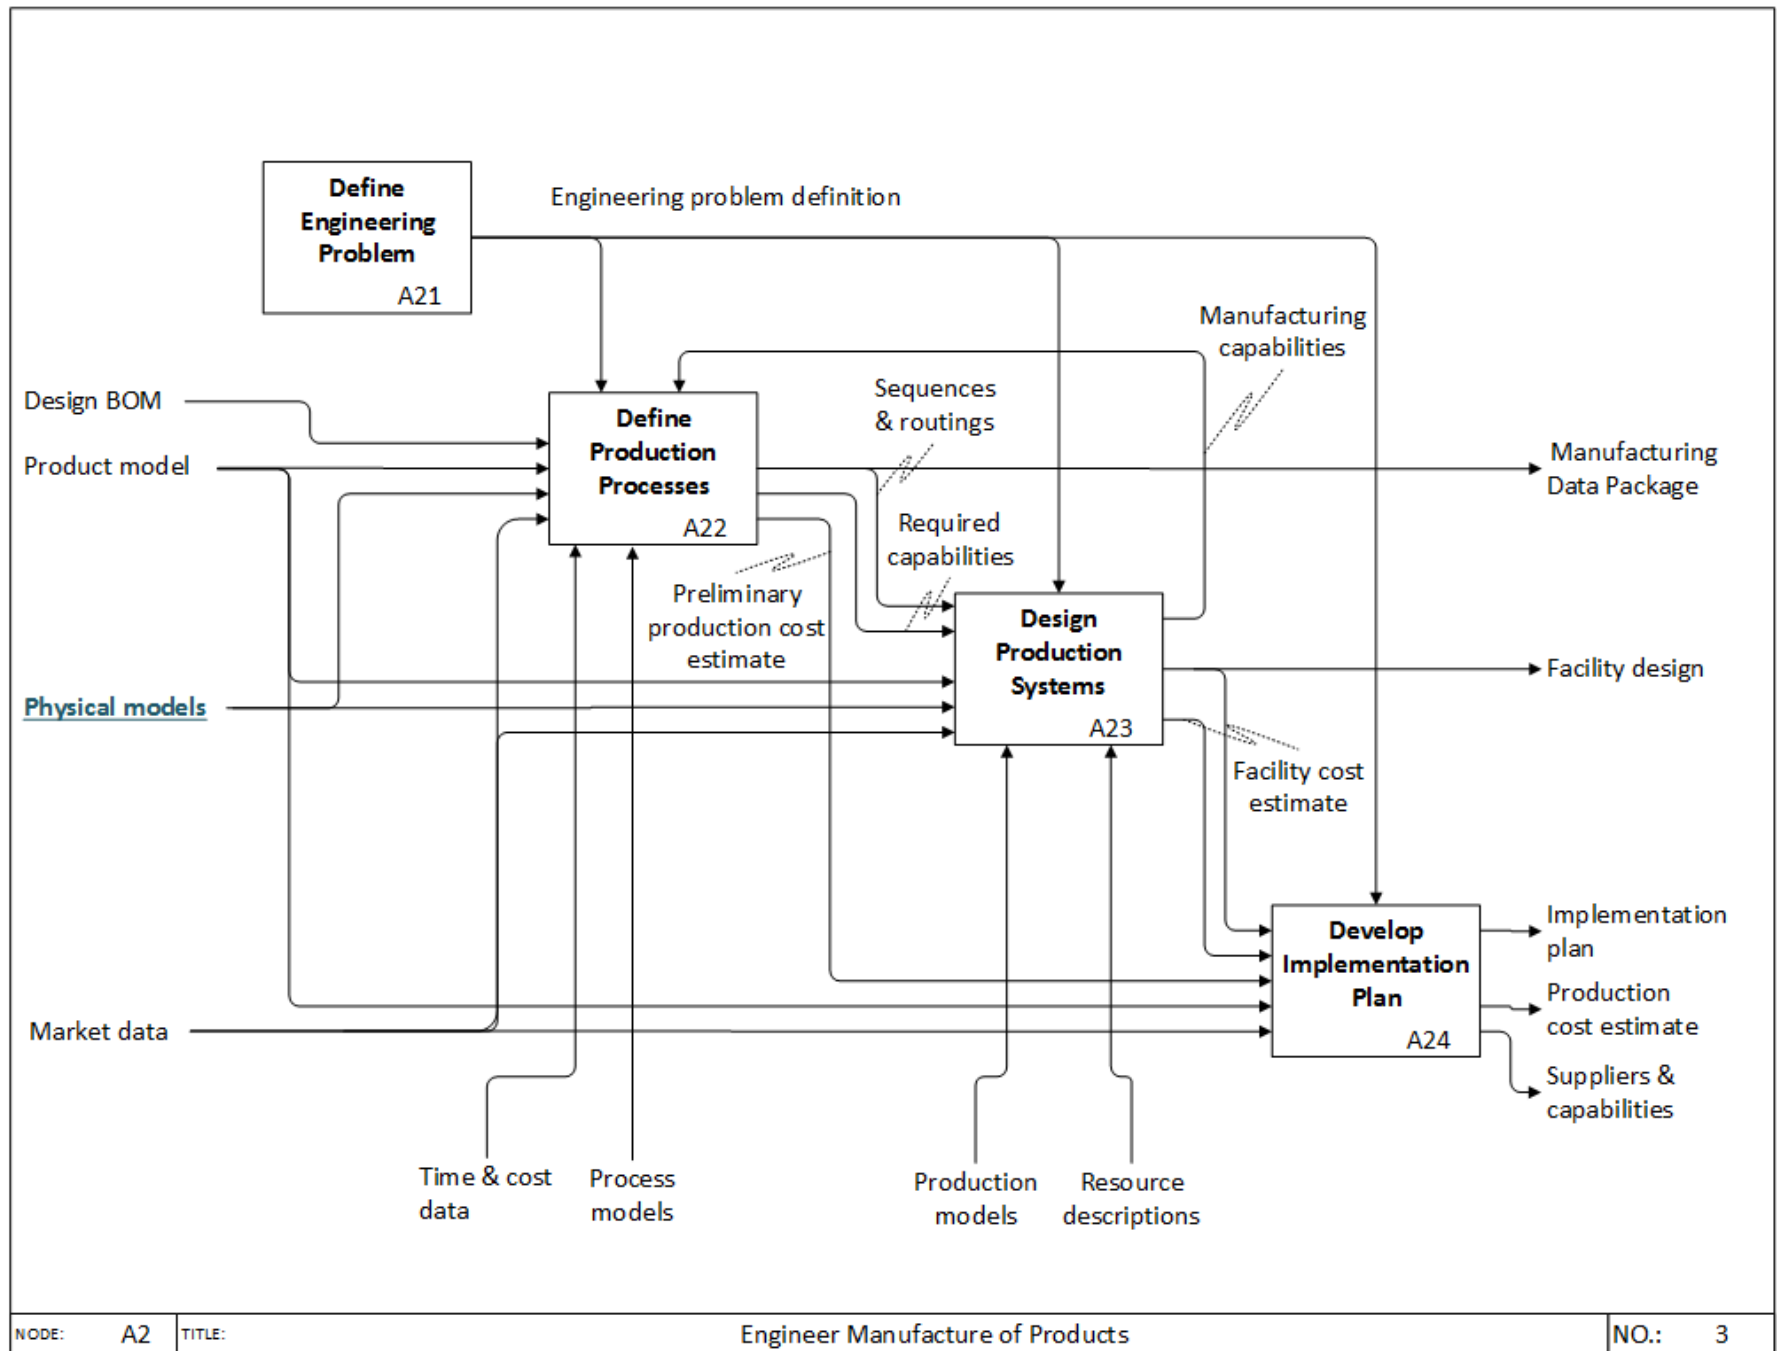 Define
Engineering
Problem
A21
Engineering problem definition
Manufacturing
capabilities
Sequences
& routings
Design BOM
Product model
Define
Production
Processes
A22
Manufacturing
Data Package
Required
capabilities
Preliminary
production cost
estimate
Physical models
Design
Production
Systems
A23
Facility design
Facility cost
estimate
Market data
Develop
Implementation
Plan
A24
Implementation
plan
Production
cost estimate
Suppliers &
capabilities
Time & cost
data
Process
models
Production
models
Resource
descriptions
NODE: A2 TITLE: Engineer Manufacture of Products NO.: 3